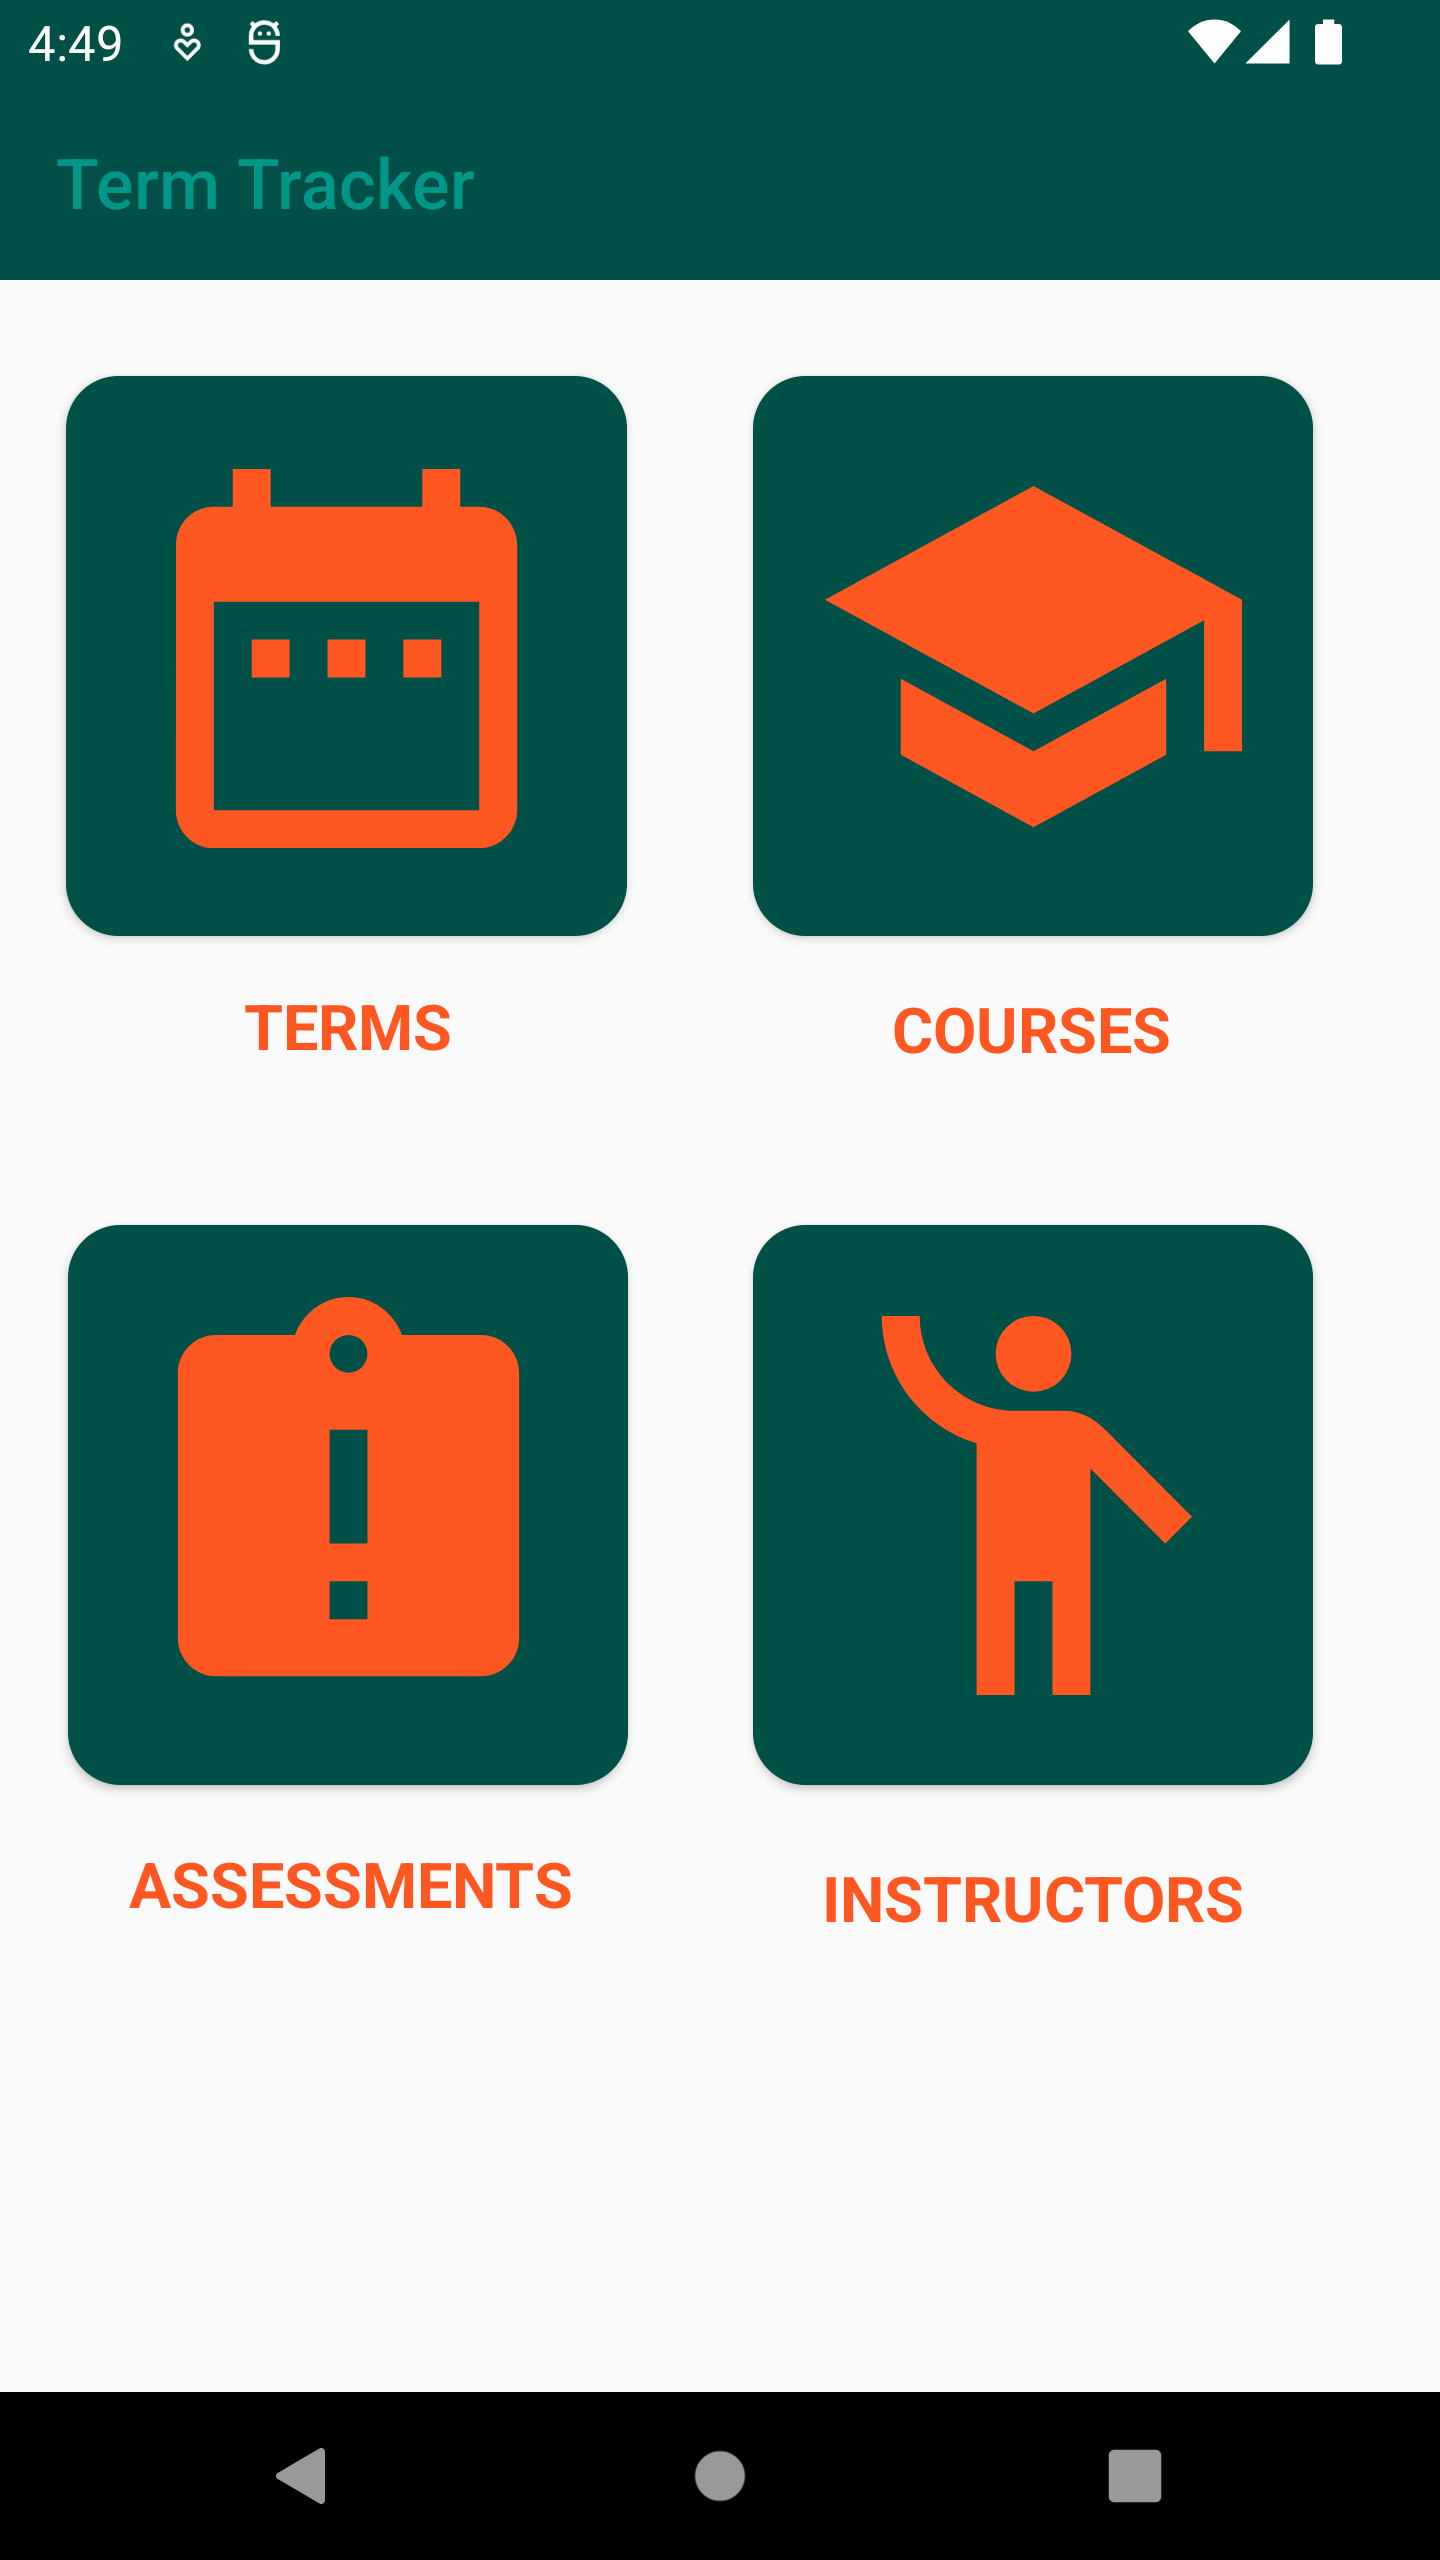 4:49
Term Tracker
TERMS
COURSES
ASSESSMENTS
INSTRUCTORS